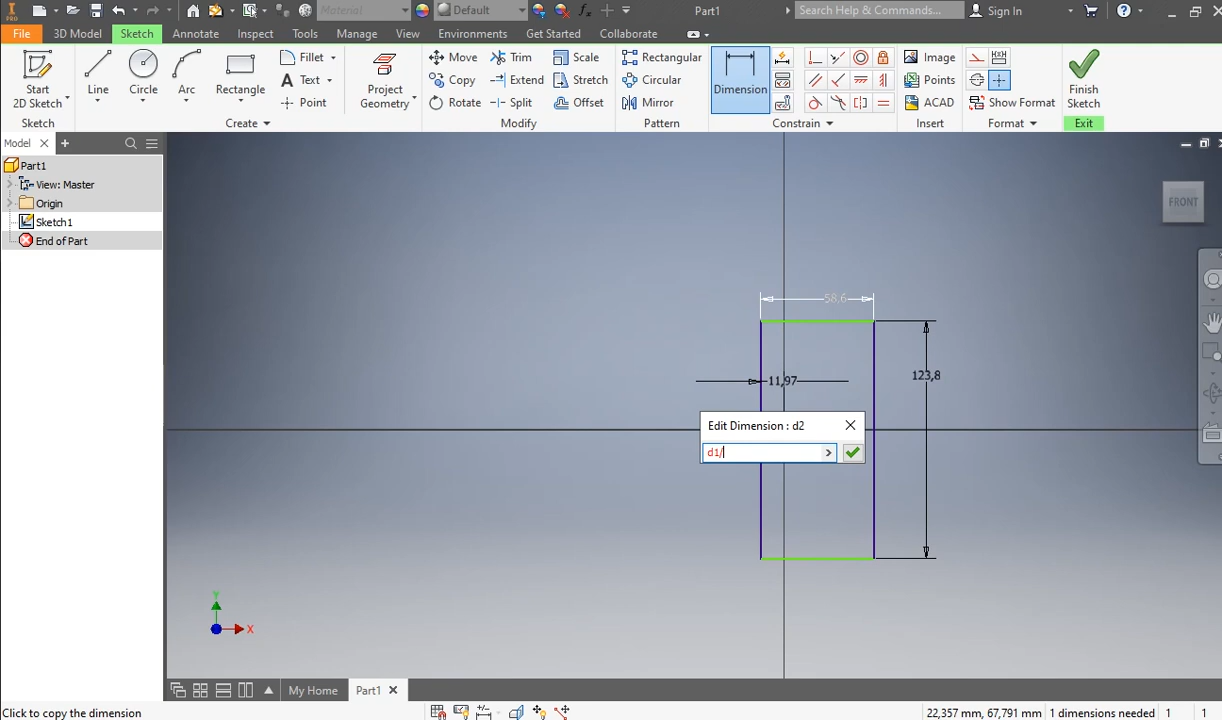 I PRO Material Default Part1 Search Help & Commands... Sign In
File 3D Model Sketch Annotate Inspect Tools Manage View Environments Get Started Collaborate
Start 2D Sketch
Line
Circle
Arc
Rectangle
Fillet
Text
Point
Project Geometry
Move
Copy
Rotate
Trim
Extend
Split
Scale
Stretch
Offset
Rectangular
Circular
Mirror
Dimension
Image
Points
ACAD
Show Format
Finish Sketch
Sketch Create Modify Pattern Constrain Insert Format Exit
Model
Part1
View: Master
Origin
Sketch1
End of Part
FRONT
58,6
11,97
123,8
Edit Dimension : d2
d1/
Y
X
My Home Part1
Click to copy the dimension
22,357 mm, 67,791 mm 1 dimensions needed 1 1